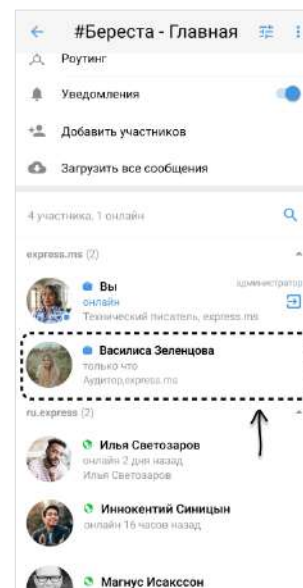 #Береста - Главная
Роутинг
Уведомления
Добавить участников
Загрузить все сообщения
4 участника, 1 онлайн
express.ms (2)
Вы
администратор
онлайн
Технический писатель, express.ms
Василиса Зеленцова
только что
Аудитор,express.ms
ru.express (2)
Илья Светозаров
онлайн 2 дня назад
Илья Светозаров
Иннокентий Синицын
онлайн 16 часов назад
Магнус Исакссон